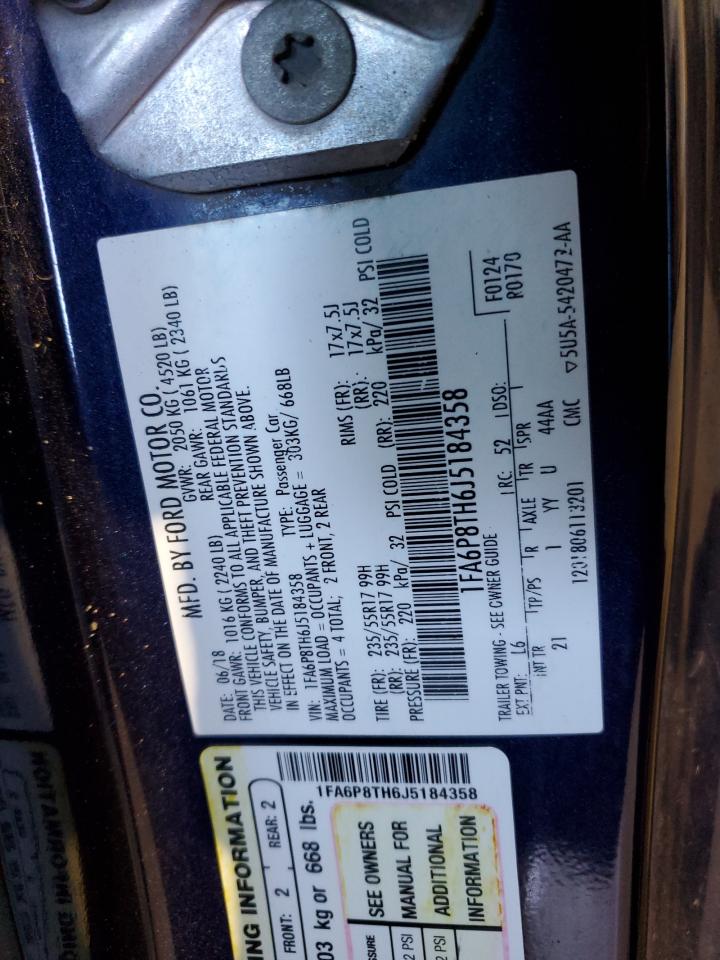 MFD. BY FORD MOTOR CO.
DATE: 06/18 GVWR: 2050 KG ( 4520 LB)
FRONT GAWR: 1016 KG ( 2240 LB) REAR GAWR: 1061 KG ( 2340 LB)
THIS VEHICLE CONFORMS TO ALL APPLICABLE FEDERAL MOTOR
VEHICLE SAFETY, BUMPER, AND THEFT PREVENTION STANDARDS
IN EFFECT ON THE DATE OF MANUFACTURE SHOWN ABOVE.
VIN: 1FA6P8TH6J5184358 TYPE: Passenger Car
MAXIMUM LOAD = OCCUPANTS + LUGGAGE = 303KG/ 668LB
OCCUPANTS = 4 TOTAL; 2 FRONT, 2 REAR
TIRE (FR): 235/55R17 99H RIMS (FR): 17x7.5J
(RR): 235/55R17 99H (RR): 17x7.5J
PRESSURE (FR): 220 kPa/ 32 PSI COLD (RR): 220 kPa/ 32 PSI COLD
1FA6P8TH6J5184358
F0124
R0170
TRAILER TOWING - SEE OWNER GUIDE
EXT PNT: L6 RC: 52 DSO:
INT TR TP/PS R AXLE TR SPR
21 1 YY U 44AA
1201806113201 CMC ▽5U5A-5420472-AA
1FA6P8TH6J5184358
ING INFORMATION
FRONT: 2 REAR: 2
03 kg or 668 lbs.
SSURE SEE OWNERS
2 PSI MANUAL FOR
2 PSI ADDITIONAL
INFORMATION